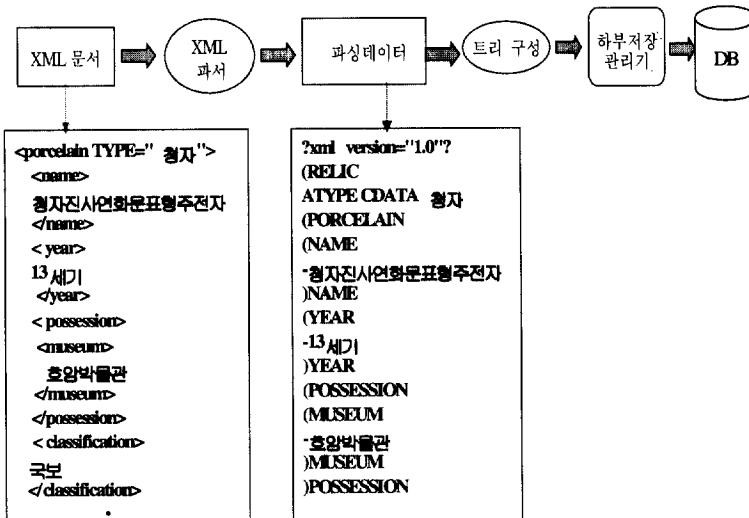 XML 문서
XML
파서
파싱데이터
트리 구성
하부저장
관리기
DB
<porcelain TYPE=" 청자">
<name>
청자진사연화문표형주전자
</name>
< year>
13 세기
</year>
< possession>
<museum>
호암박물관
</museum>
</possession>
< classification>
국보
</classification>
?xml version="1.0"?
(RELIC
ATYPE CDATA 청자
(PORCELAIN
(NAME
-청자진사연화문표형주전자
)NAME
(YEAR
-13 세기
)YEAR
(POSSESSION
(MUSEUM
-호암박물관
)MUSEUM
)POSSESSION